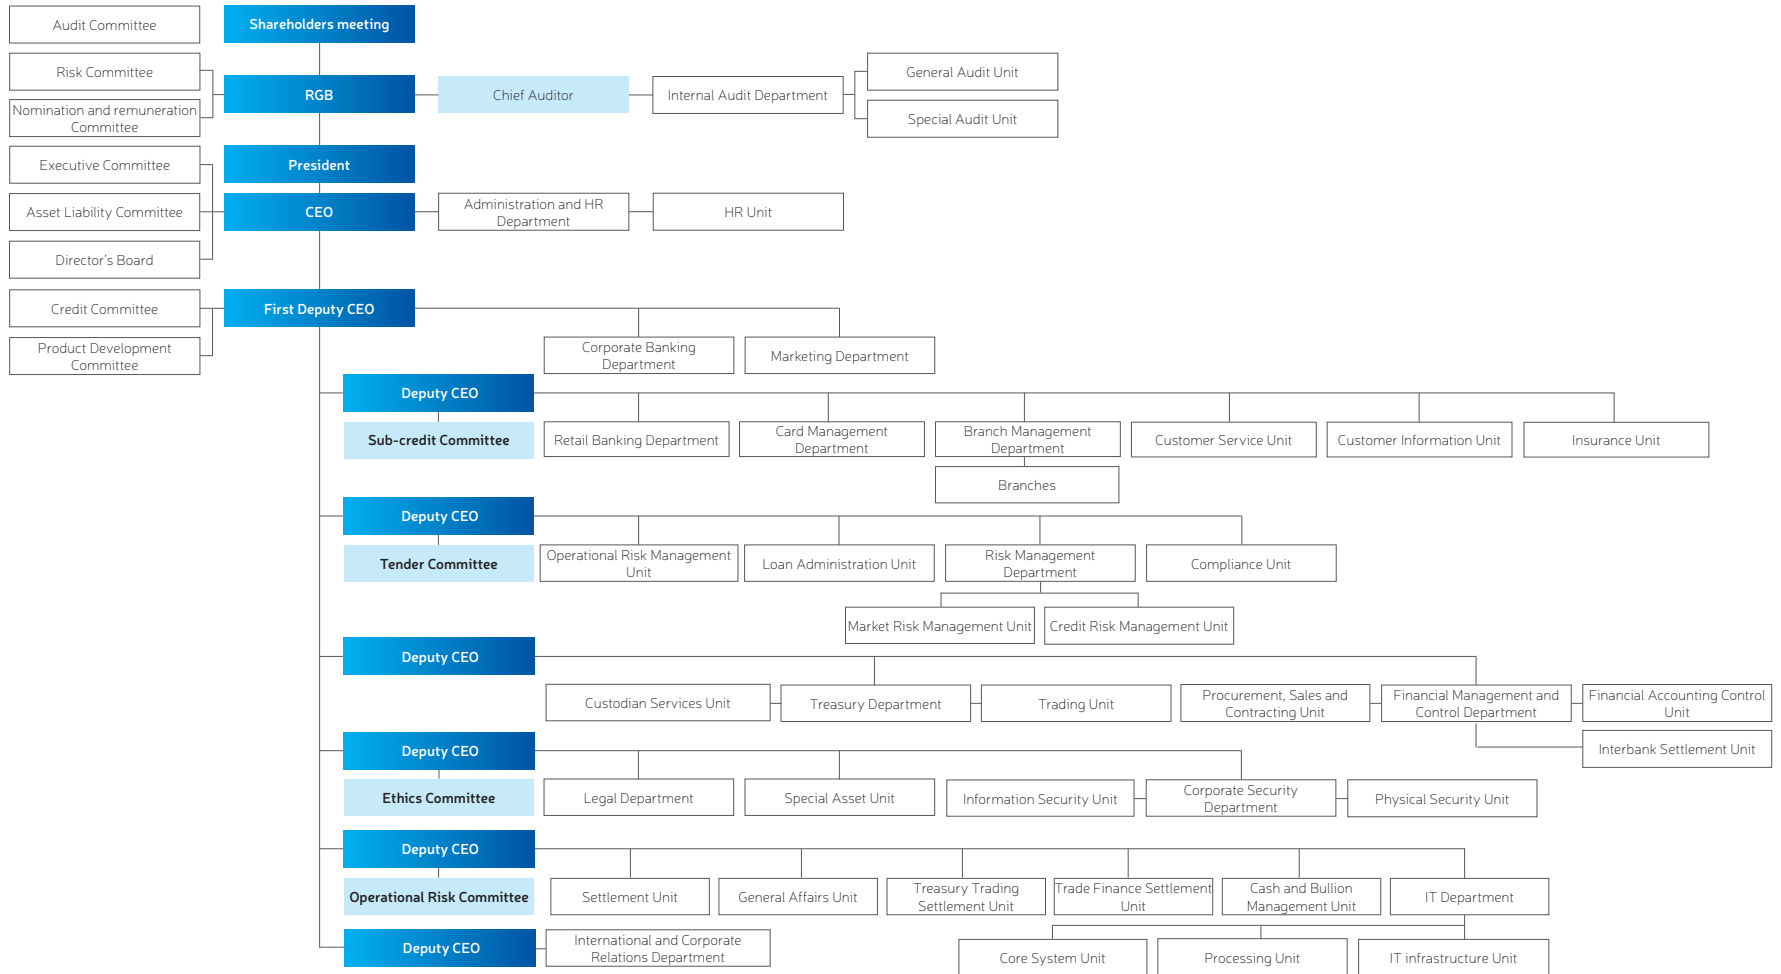 Audit Committee
Shareholders meeting
Risk Committee
General Audit Unit
RGB
Chief Auditor
Internal Audit Department
Nomination and remuneration
Committee
Special Audit Unit
Executive Committee
President
Asset Liability Committee
CEO
Administration and HR
Department
HR Unit
Director's Board
Credit Committee
First Deputy CEO
Product Development
Committee
Corporate Banking
Department
Marketing Department
Deputy CEO
Sub-credit Committee
Retail Banking Department
Card Management
Department
Branch Management
Department
Customer Service Unit
Customer Information Unit
Insurance Unit
Branches
Deputy CEO
Tender Committee
Operational Risk Management
Unit
Loan Administration Unit
Risk Management
Department
Compliance Unit
Market Risk Management Unit
Credit Risk Management Unit
Deputy CEO
Custodian Services Unit
Treasury Department
Trading Unit
Procurement, Sales and
Contracting Unit
Financial Management and
Control Department
Financial Accounting Control
Unit
Interbank Settlement Unit
Deputy CEO
Ethics Committee
Legal Department
Special Asset Unit
Information Security Unit
Corporate Security
Department
Physical Security Unit
Deputy CEO
Operational Risk Committee
Settlement Unit
General Affairs Unit
Treasury Trading
Settlement Unit
Trade Finance Settlement
Unit
Cash and Bullion
Management Unit
IT Department
Deputy CEO
International and Corporate
Relations Department
Core System Unit
Processing Unit
IT infrastructure Unit